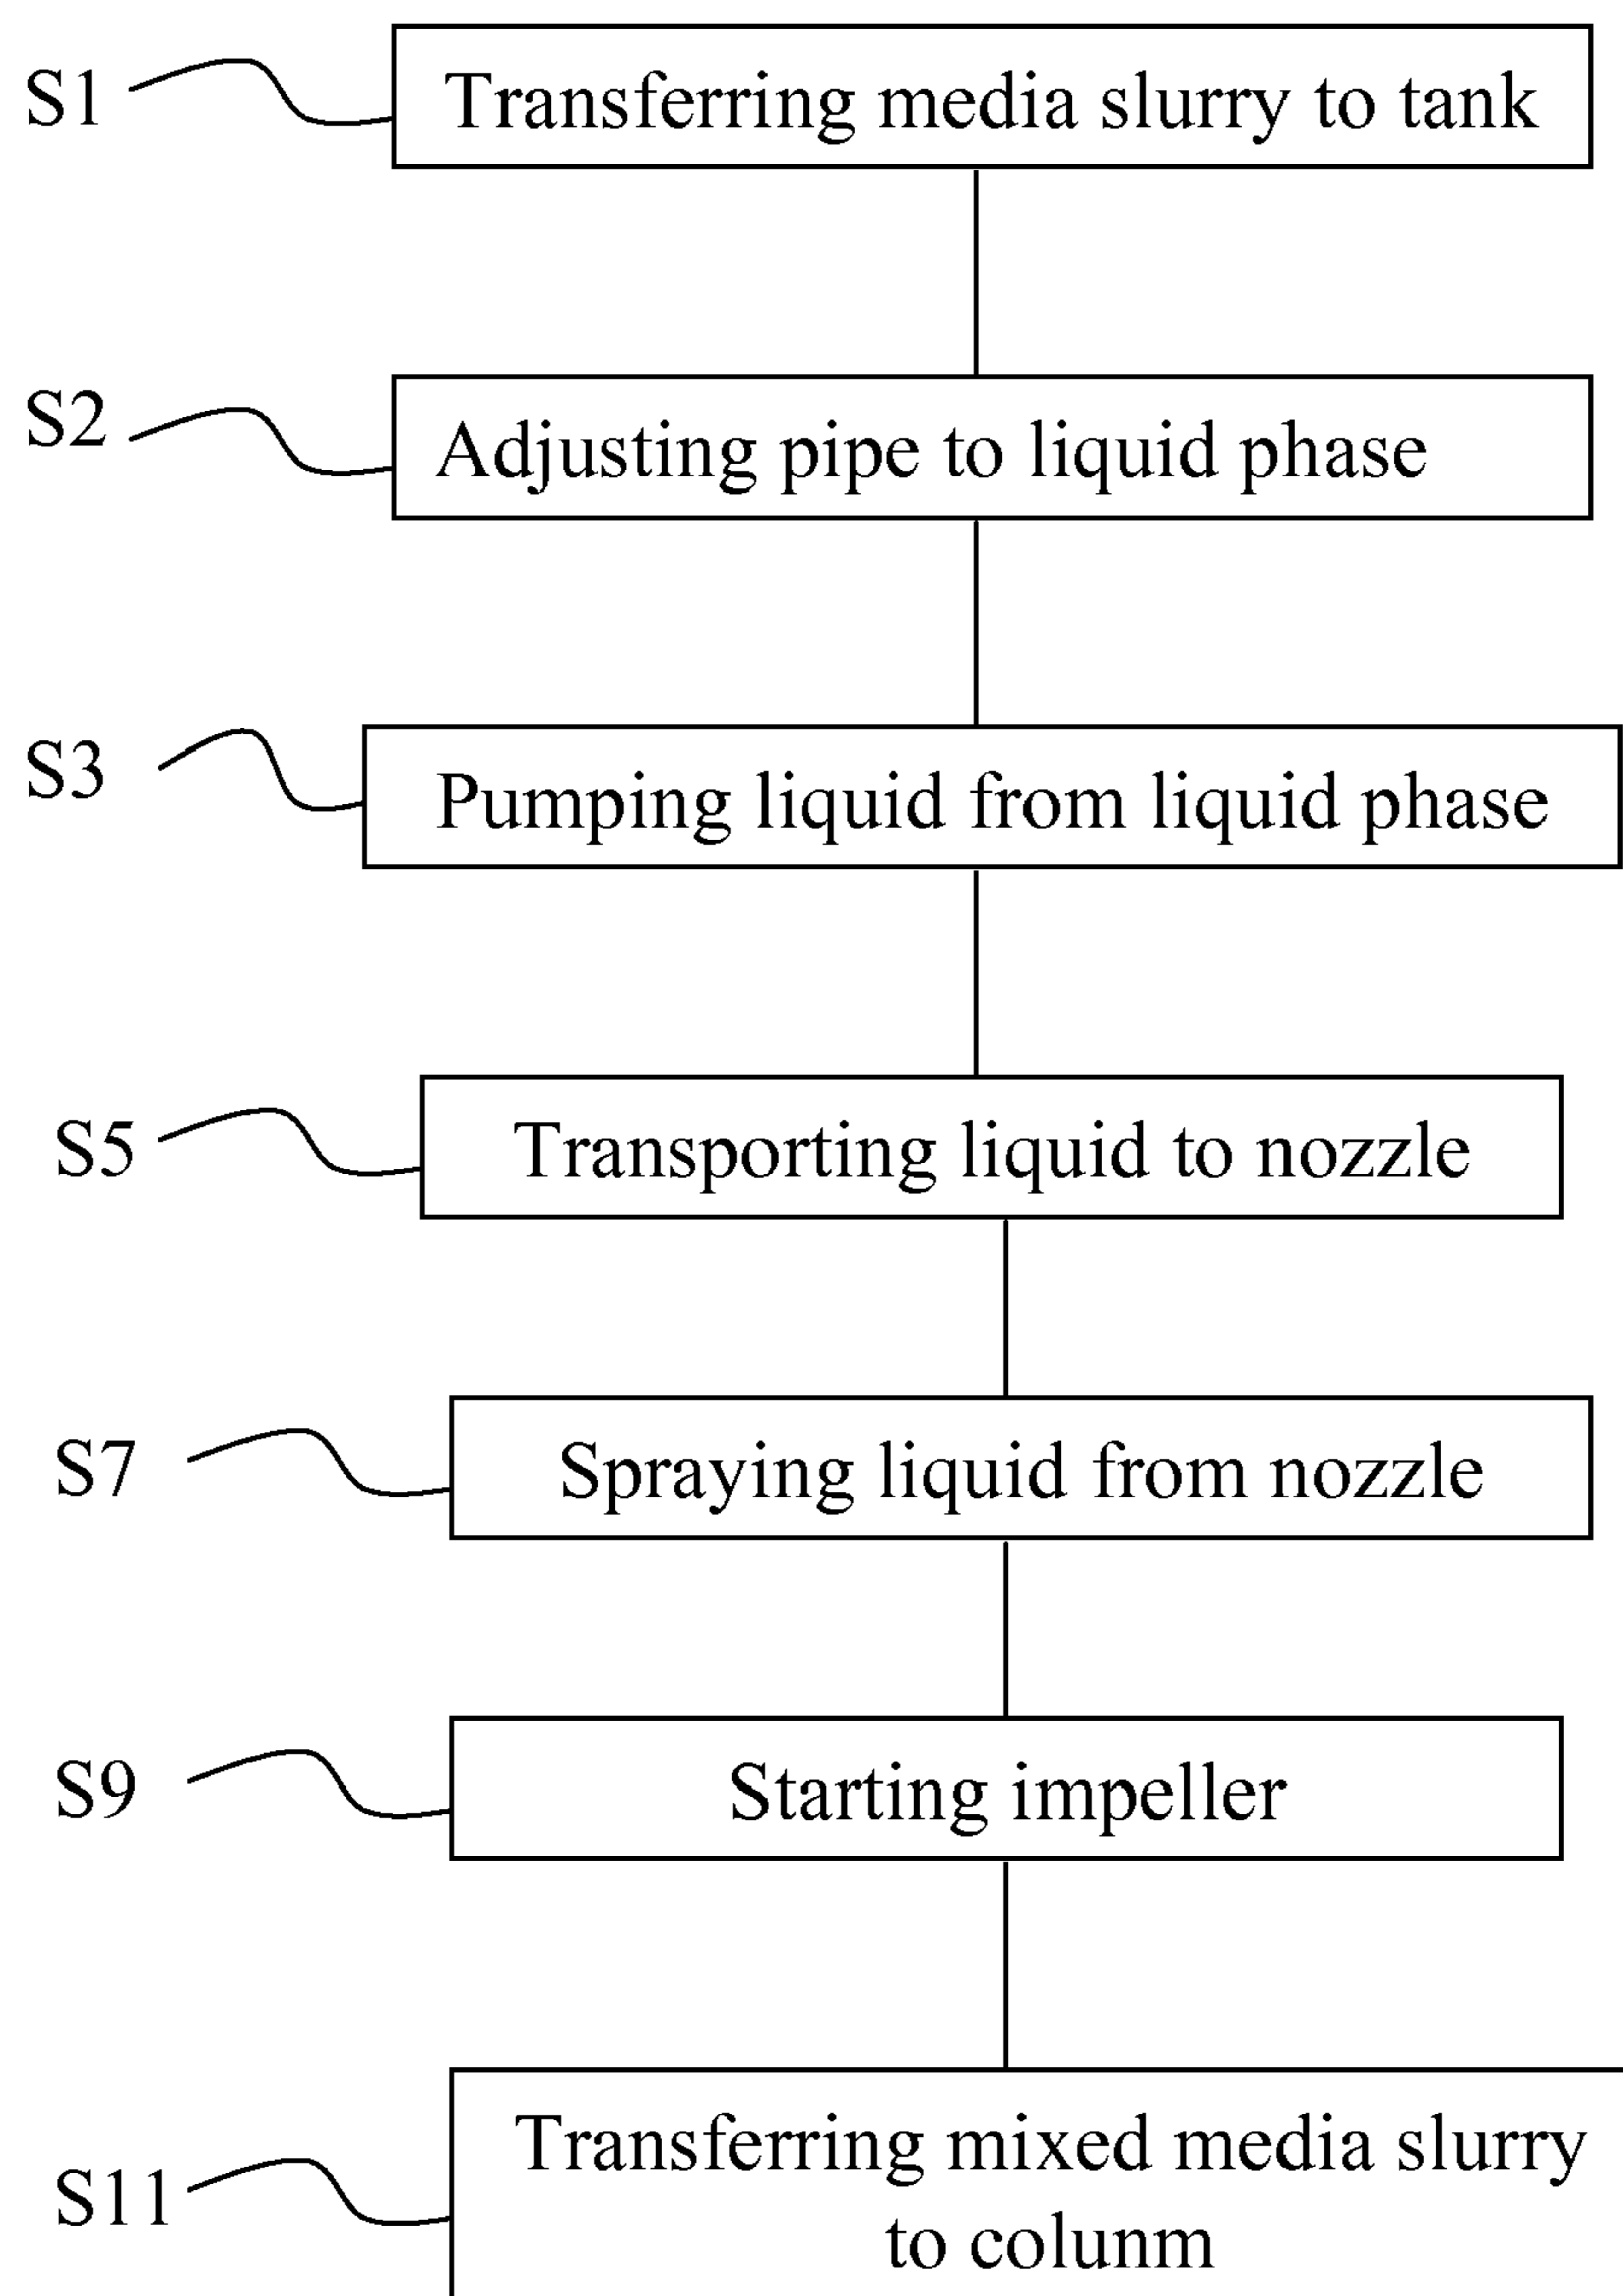 S1 Transferring media slurry to tank
S2 Adjusting pipe to liquid phase
S3 Pumping liquid from liquid phase
S5 Transporting liquid to nozzle
S7 Spraying liquid from nozzle
S9 Starting impeller
S11 Transferring mixed media slurry
to colunm